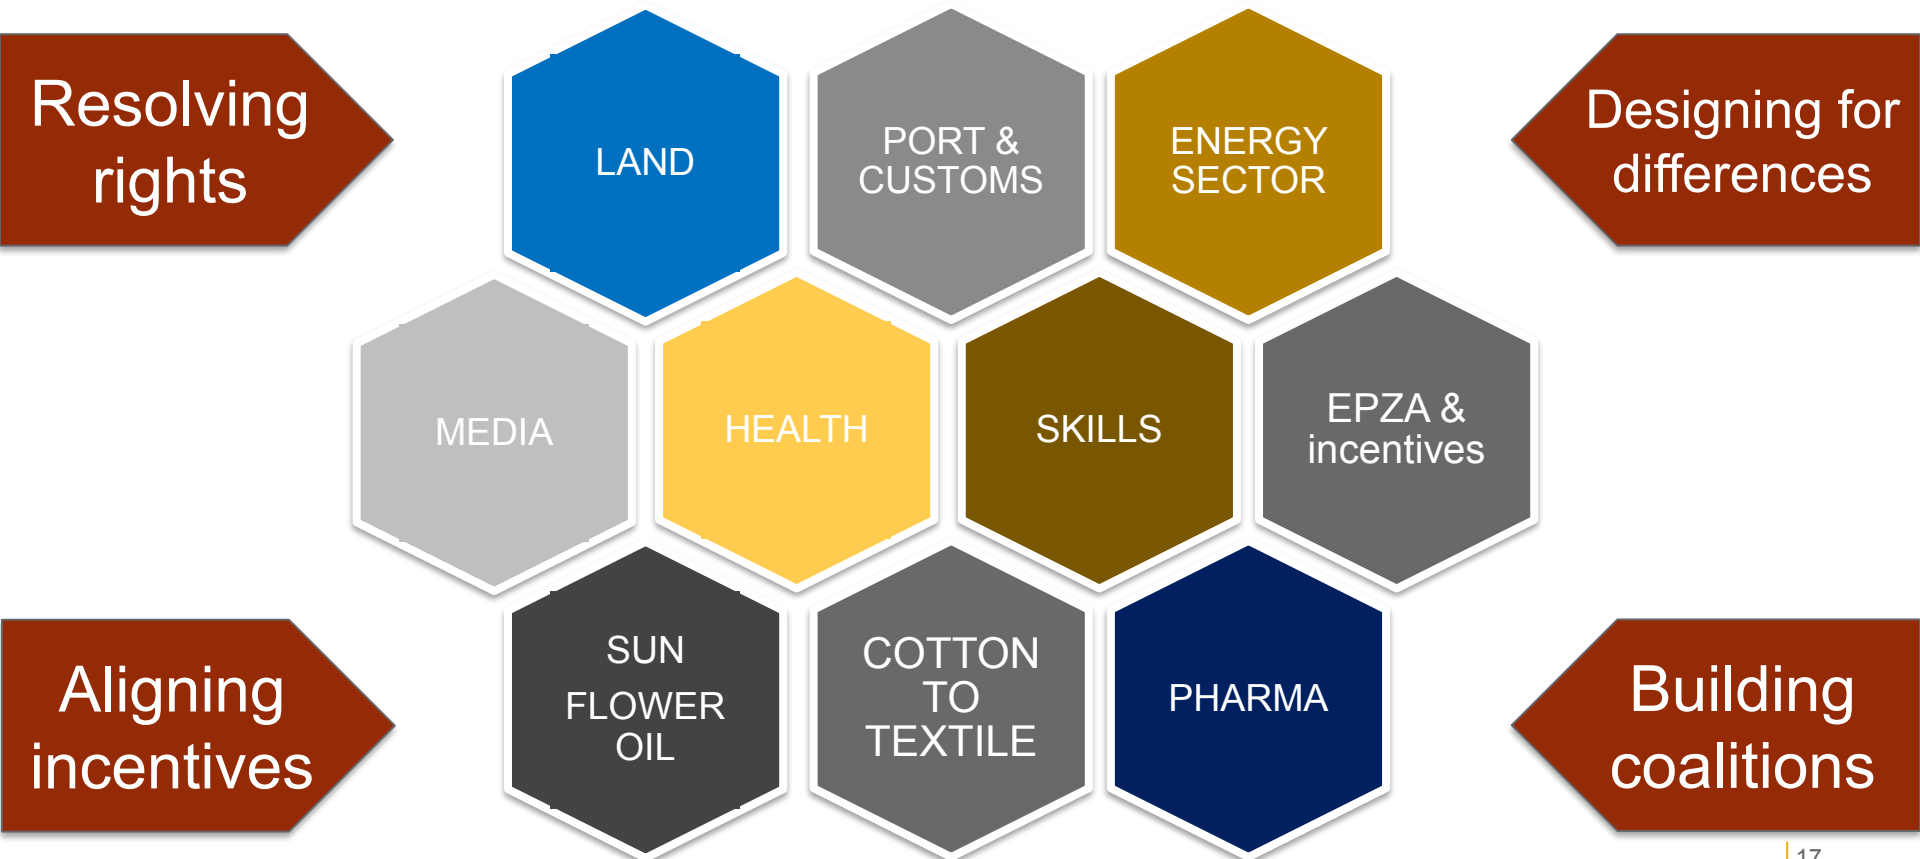 Resolving
rights
LAND
PORT &
CUSTOMS
ENERGY
SECTOR
Designing for
differences
MEDIA
HEALTH
SKILLS
EPZA &
incentives
Aligning
incentives
SUN
FLOWER
OIL
COTTON
TO
TEXTILE
PHARMA
Building
coalitions
17